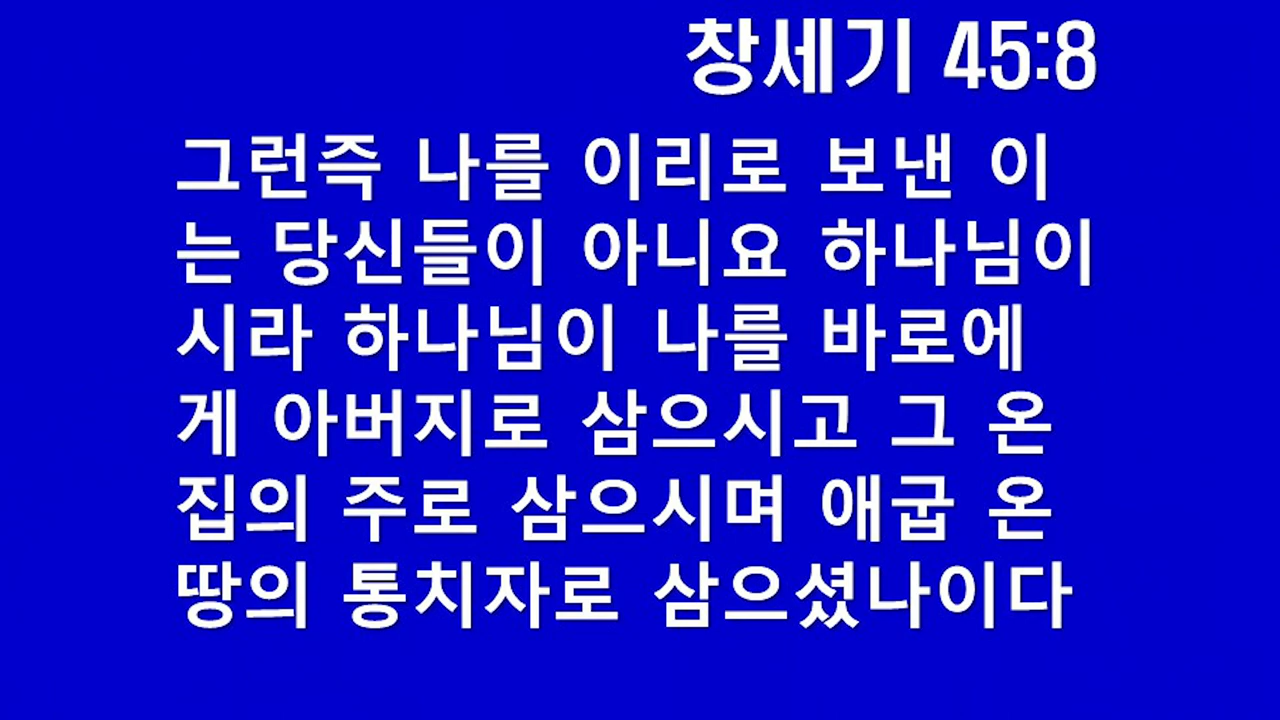 창세기 45:8
그런즉 나를 이리로 보낸 이
는 당신들이 아니요 하나님이
시라 하나님이 나를 바로에
게 아버지로 삼으시고 그 온
집의 주로 삼으시며 애굽 온
땅의 통치자로 삼으셨나이다